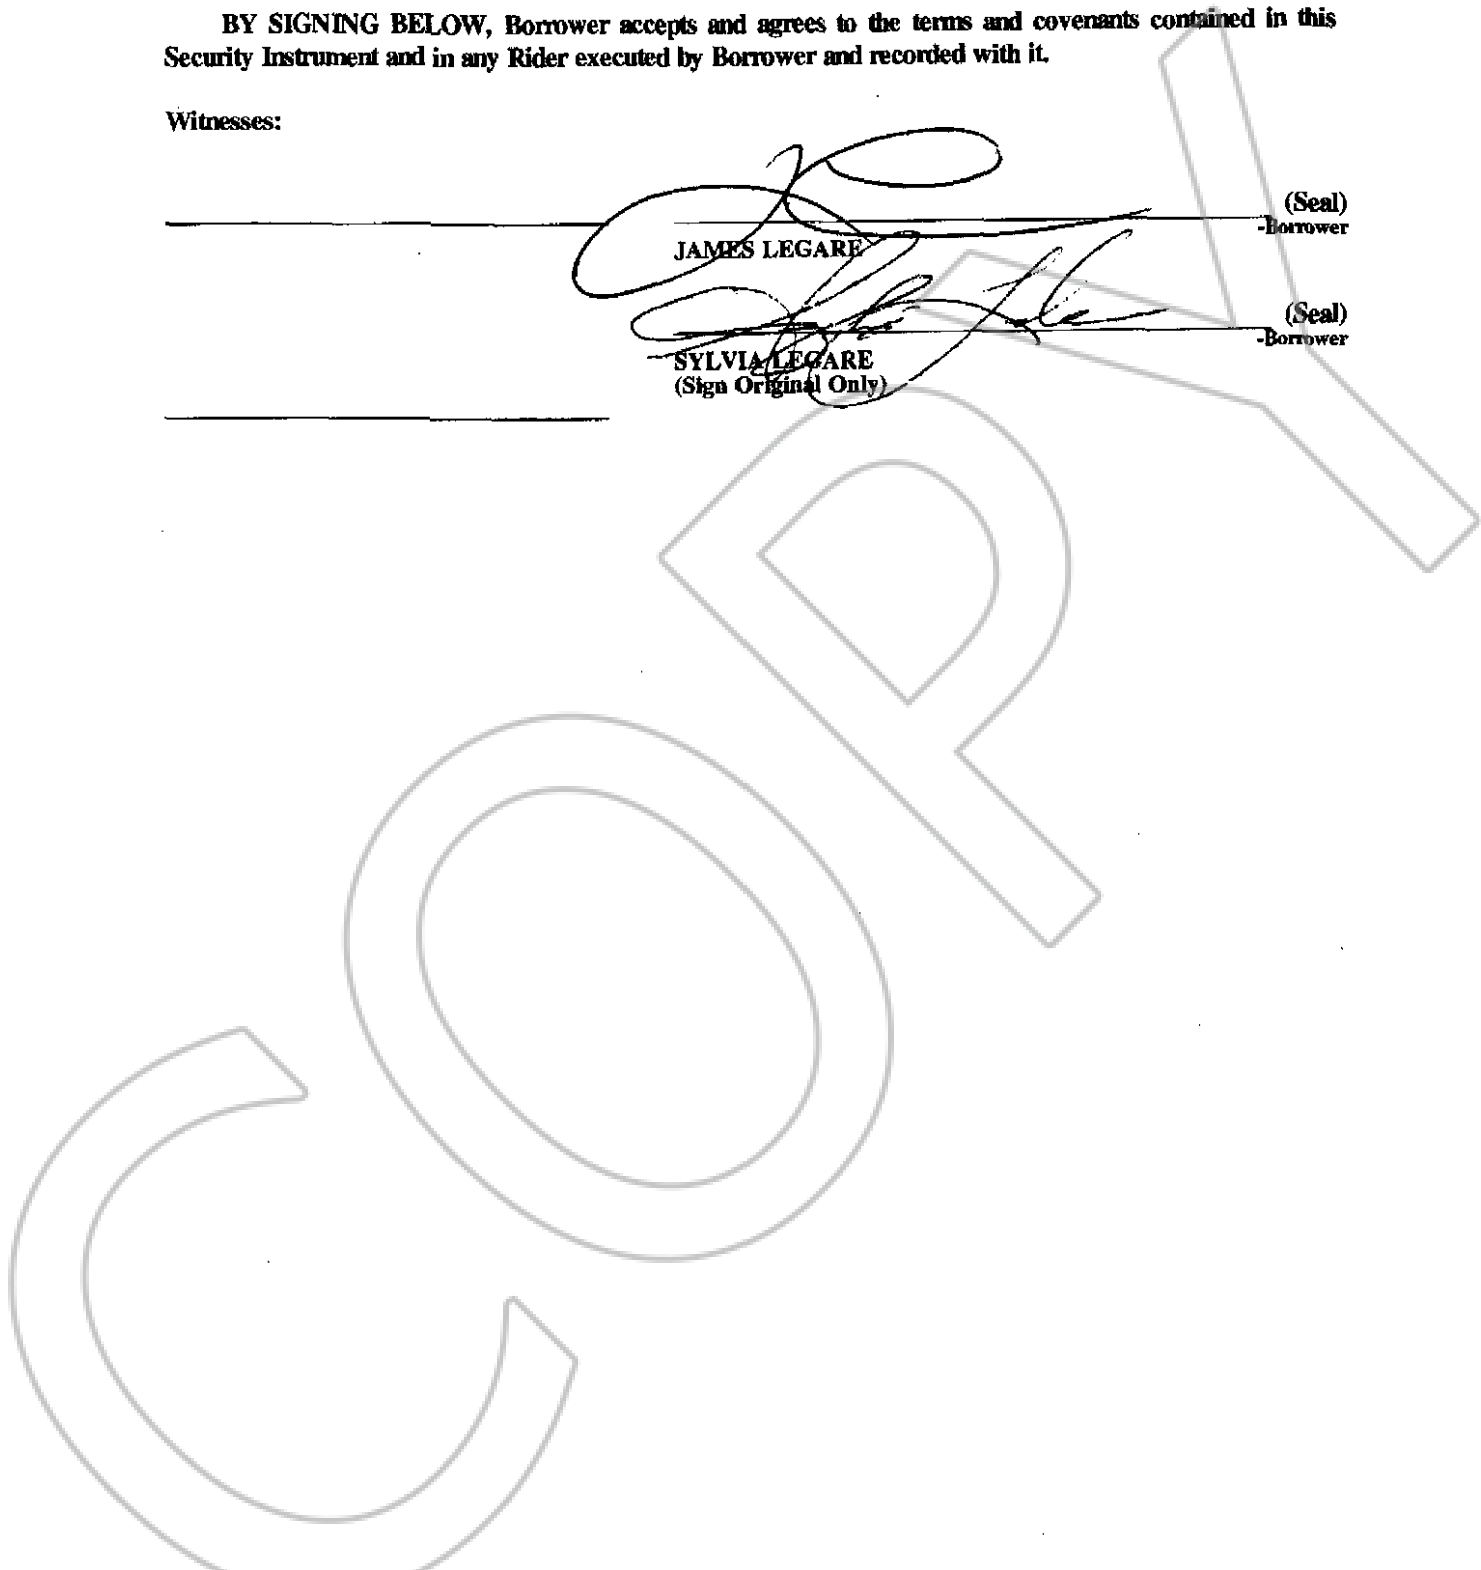 BY SIGNING BELOW, Borrower accepts and agrees to the terms and covenants contained in this
Security Instrument and in any Rider executed by Borrower and recorded with it.
Witnesses:
(Seal)
-Borrower
JAMES LEGARE
(Seal)
-Borrower
SYLVIA LEGARE
(Sign Original Only)
COPY